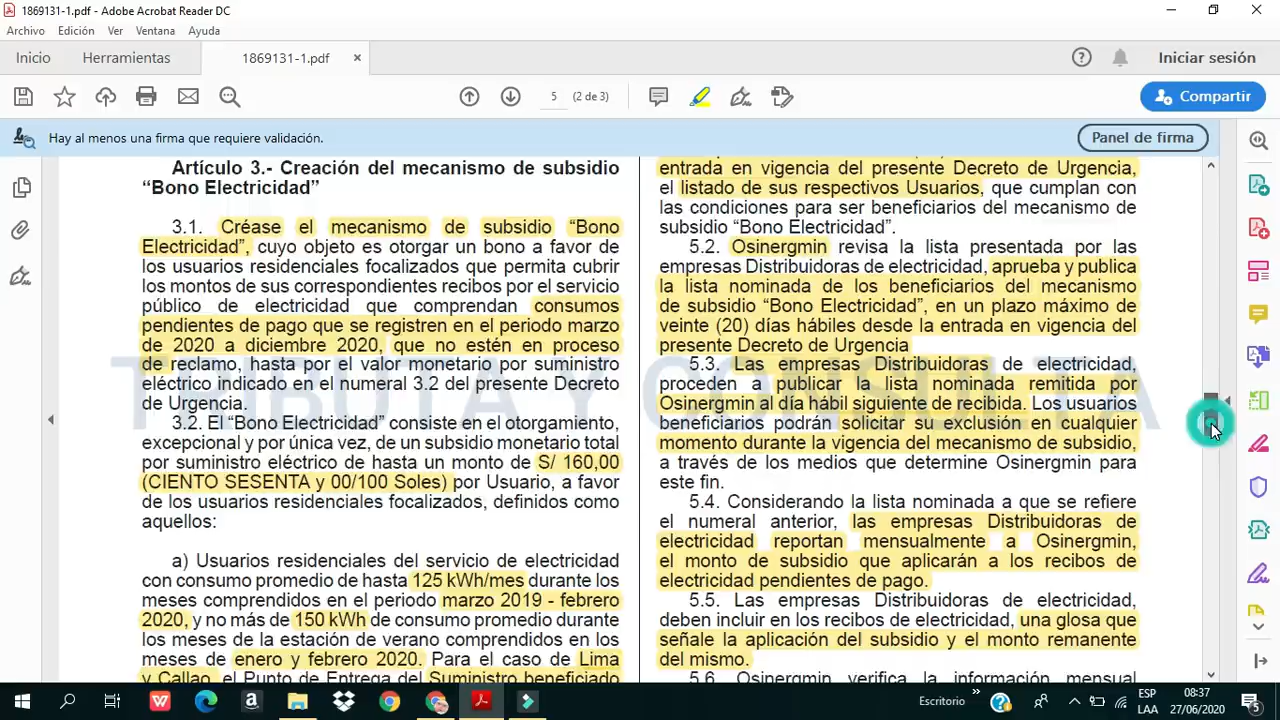 1869131-1.pdf - Adobe Acrobat Reader DC
Archivo Edición Ver Ventana Ayuda
Inicio Herramientas 1869131-1.pdf × Iniciar sesión
5 (2 de 3) Compartir
Hay al menos una firma que requiere validación. Panel de firma
Artículo 3.- Creación del mecanismo de subsidio
“Bono Electricidad”
3.1. Créase el mecanismo de subsidio “Bono
Electricidad”, cuyo objeto es otorgar un bono a favor de
los usuarios residenciales focalizados que permita cubrir
los montos de sus correspondientes recibos por el servicio
público de electricidad que comprendan consumos
pendientes de pago que se registren en el periodo marzo
de 2020 a diciembre 2020, que no estén en proceso
de reclamo, hasta por el valor monetario por suministro
eléctrico indicado en el numeral 3.2 del presente Decreto
de Urgencia.
3.2. El “Bono Electricidad” consiste en el otorgamiento,
excepcional y por única vez, de un subsidio monetario total
por suministro eléctrico de hasta un monto de S/ 160,00
(CIENTO SESENTA y 00/100 Soles) por Usuario, a favor
de los usuarios residenciales focalizados, definidos como
aquellos:
a) Usuarios residenciales del servicio de electricidad
con consumo promedio de hasta 125 kWh/mes durante los
meses comprendidos en el periodo marzo 2019 - febrero
2020, y no más de 150 kWh de consumo promedio durante
los meses de la estación de verano comprendidos en los
meses de enero y febrero 2020. Para el caso de Lima
y Callao, el Punto de Entrega del Suministro beneficiado
entrada en vigencia del presente Decreto de Urgencia,
el listado de sus respectivos Usuarios, que cumplan con
las condiciones para ser beneficiarios del mecanismo de
subsidio “Bono Electricidad”.
5.2. Osinergmin revisa la lista presentada por las
empresas Distribuidoras de electricidad, aprueba y publica
la lista nominada de los beneficiarios del mecanismo
de subsidio “Bono Electricidad”, en un plazo máximo de
veinte (20) días hábiles desde la entrada en vigencia del
presente Decreto de Urgencia
5.3. Las empresas Distribuidoras de electricidad,
proceden a publicar la lista nominada remitida por
Osinergmin al día hábil siguiente de recibida. Los usuarios
beneficiarios podrán solicitar su exclusión en cualquier
momento durante la vigencia del mecanismo de subsidio,
a través de los medios que determine Osinergmin para
este fin.
5.4. Considerando la lista nominada a que se refiere
el numeral anterior, las empresas Distribuidoras de
electricidad reportan mensualmente a Osinergmin,
el monto de subsidio que aplicarán a los recibos de
electricidad pendientes de pago.
5.5. Las empresas Distribuidoras de electricidad,
deben incluir en los recibos de electricidad, una glosa que
señale la aplicación del subsidio y el monto remanente
del mismo.
5.6. Osinergmin verifica la información mensual
TRIBUTA Y CONSULTA
Escritorio » ESP 08:37
LAA 27/06/2020 5